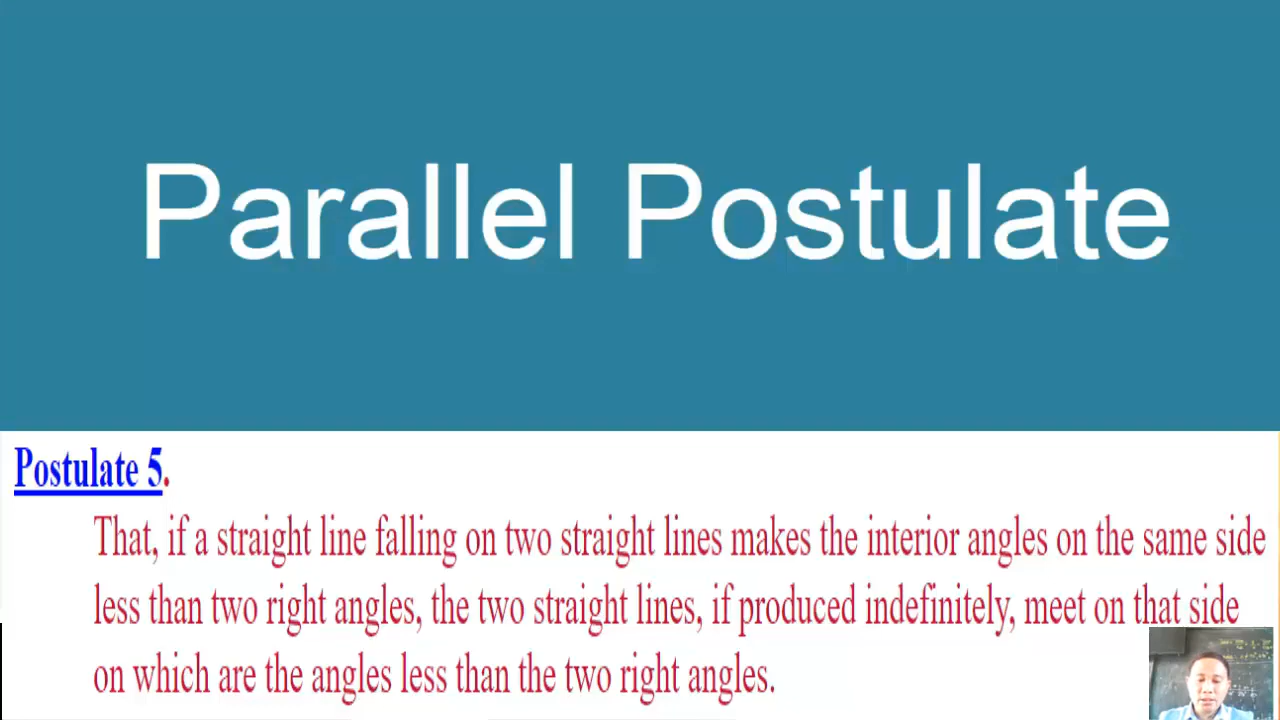 Parallel Postulate
Postulate 5.
That, if a straight line falling on two straight lines makes the interior angles on the same side
less than two right angles, the two straight lines, if produced indefinitely, meet on that side
on which are the angles less than the two right angles.